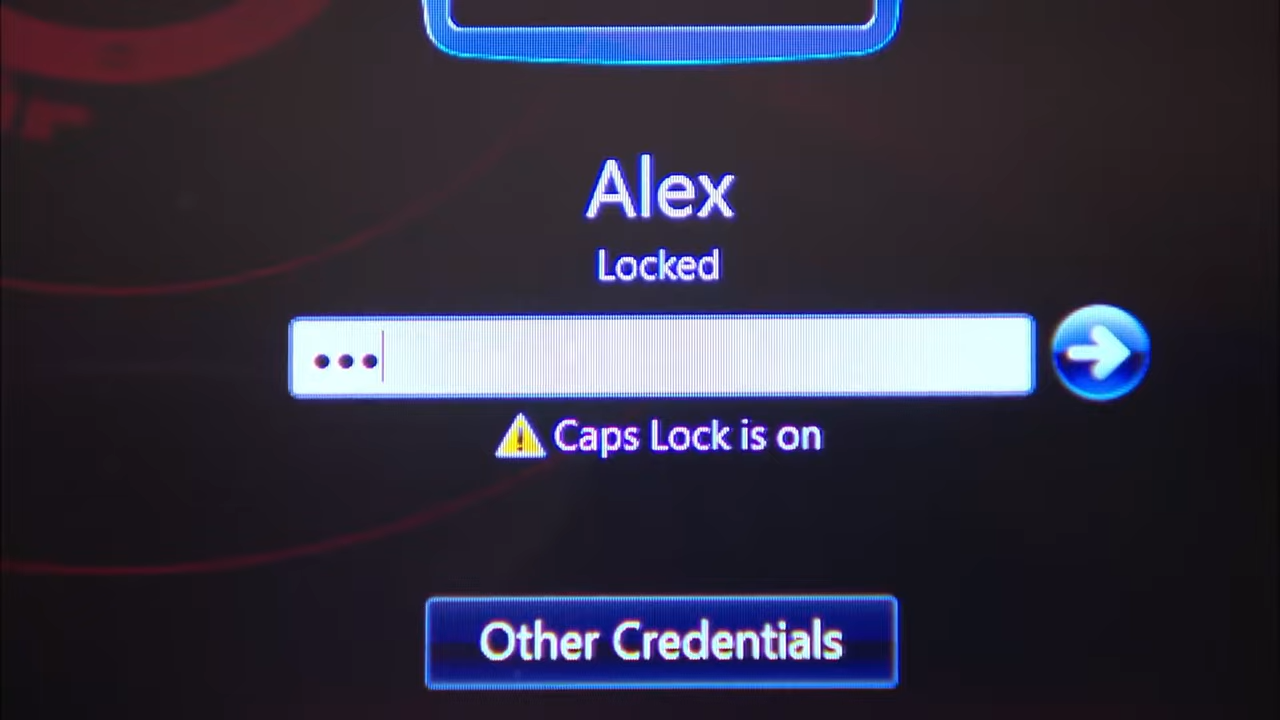 Alex
Locked
•••
Caps Lock is on
Other Credentials